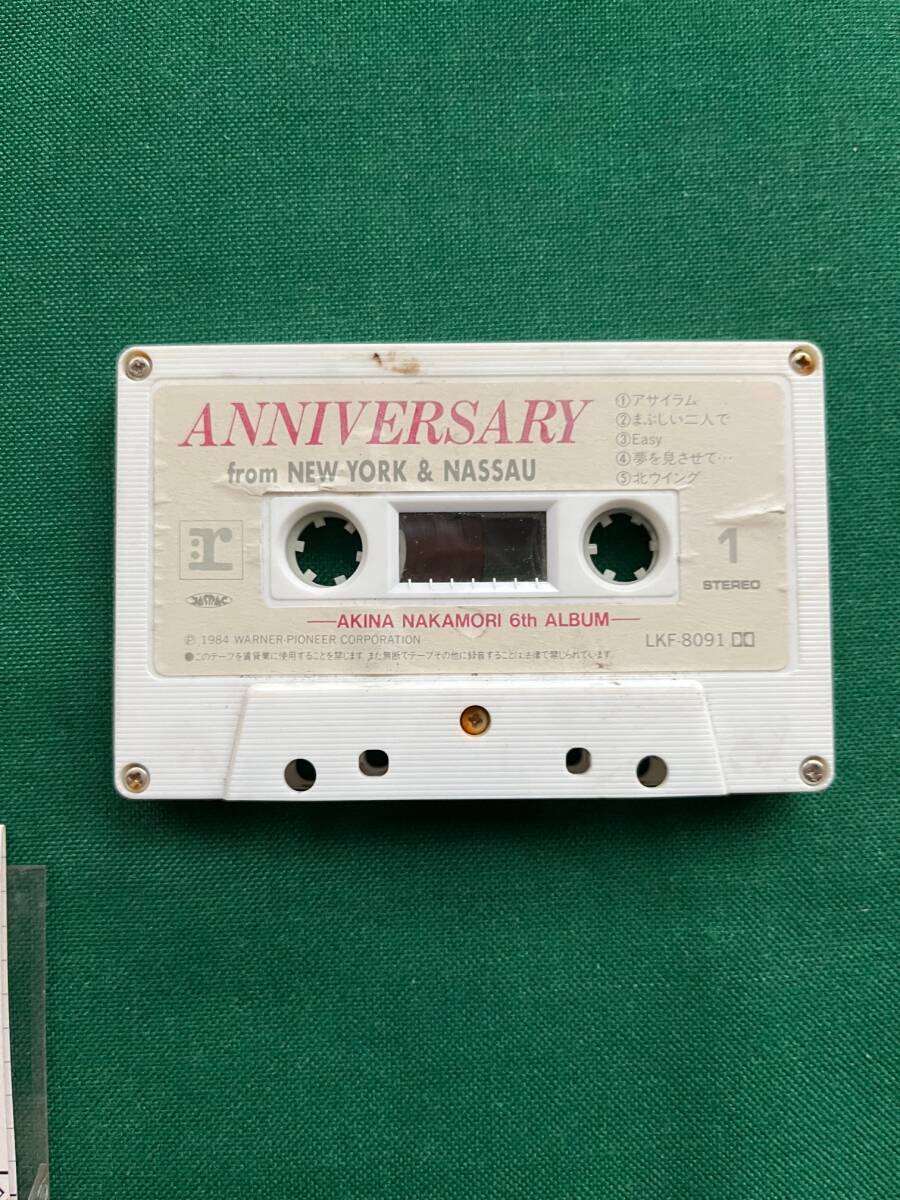 ANNIVERSARY
from NEW YORK & NASSAU
①アサイラム
②まぶしい二人で
③Easy
④夢を見させて…
⑤北ウイング
r
JASRAC
1
STEREO
—AKINA NAKAMORI 6th ALBUM—
Ⓟ 1984 WARNER-PIONEER CORPORATION
LKF-8091
●このテープを賃貸業に使用することを禁じます。また無断でテープその他に録音することは法律で禁じられています。